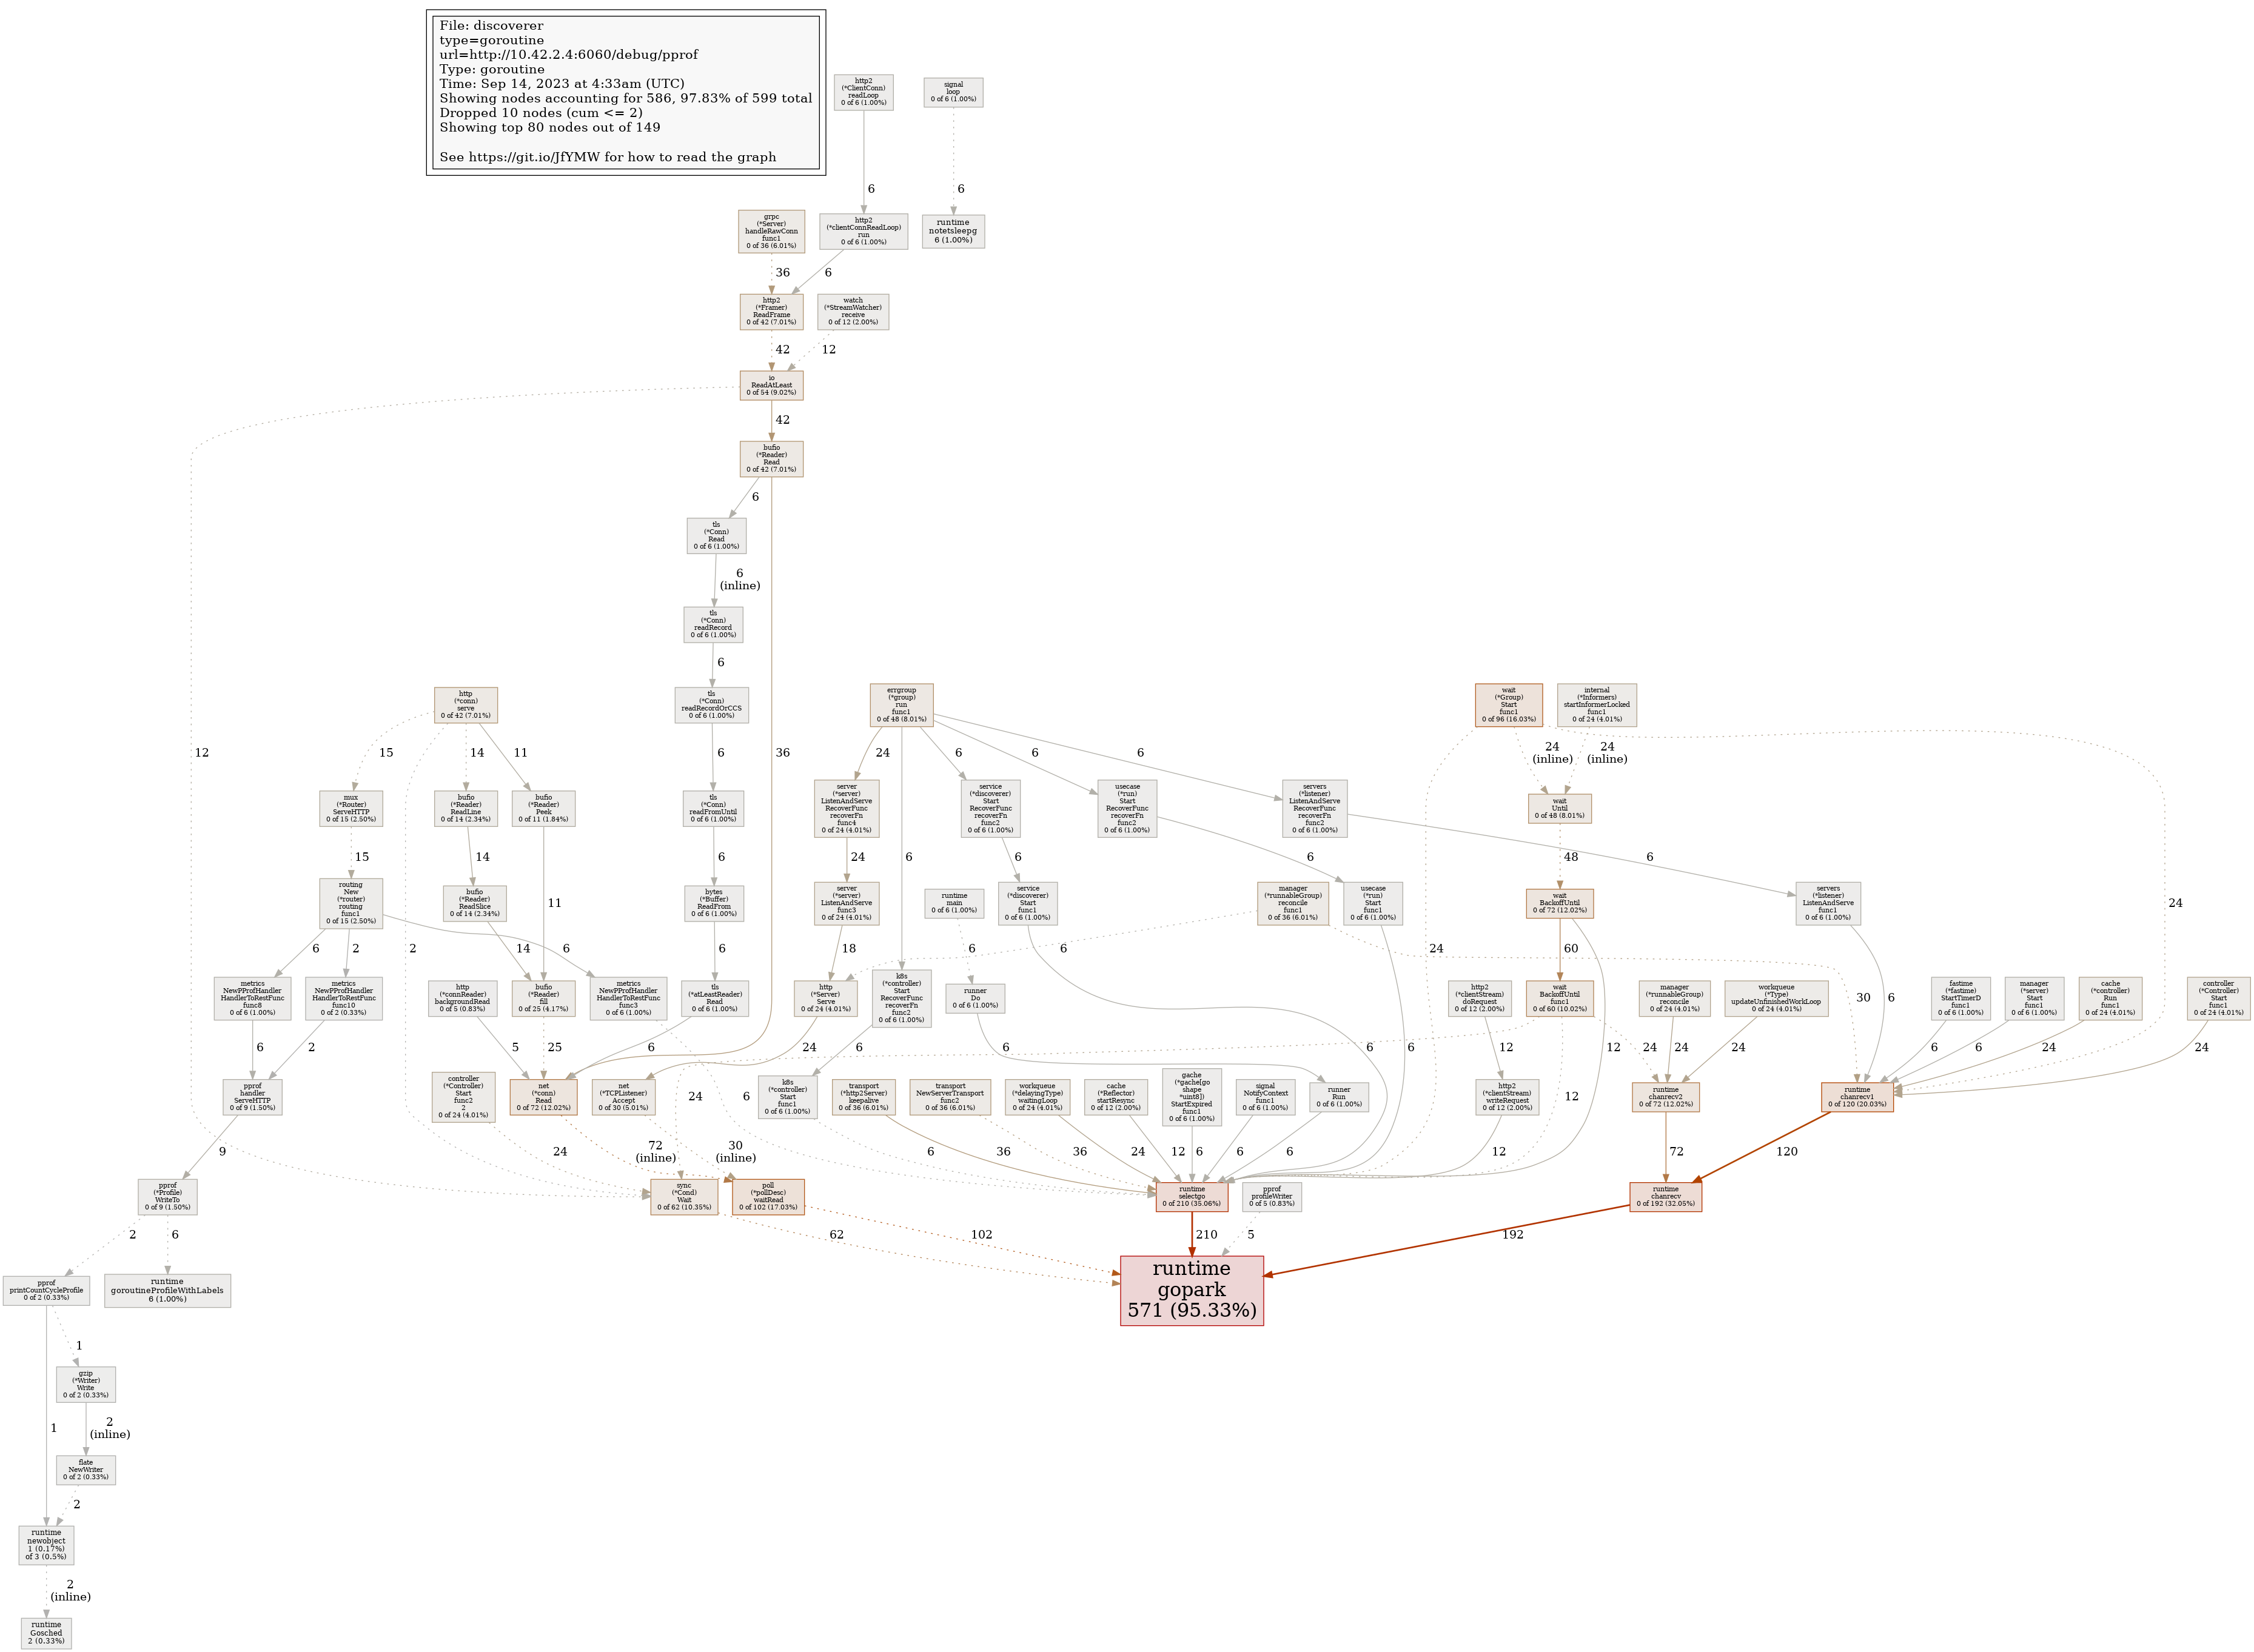 File: discoverer
type=goroutine
url=http://10.42.2.4:6060/debug/pprof
Type: goroutine
Time: Sep 14, 2023 at 4:33am (UTC)
Showing nodes accounting for 586, 97.83% of 599 total
Dropped 10 nodes (cum <= 2)
Showing top 80 nodes out of 149
See https://git.io/JfYMW for how to read the graph
http2
(*ClientConn)
readLoop
0 of 6 (1.00%)
signal
loop
0 of 6 (1.00%)
6
6
grpc
(*Server)
handleRawConn
func1
0 of 36 (6.01%)
http2
(*clientConnReadLoop)
run
0 of 6 (1.00%)
runtime
notetsleepg
6 (1.00%)
36
6
http2
(*Framer)
ReadFrame
0 of 42 (7.01%)
watch
(*StreamWatcher)
receive
0 of 12 (2.00%)
42
12
io
ReadAtLeast
0 of 54 (9.02%)
42
bufio
(*Reader)
Read
0 of 42 (7.01%)
6
tls
(*Conn)
Read
0 of 6 (1.00%)
6
(inline)
tls
(*Conn)
readRecord
0 of 6 (1.00%)
6
http
(*conn)
serve
0 of 42 (7.01%)
tls
(*Conn)
readRecordOrCCS
0 of 6 (1.00%)
errgroup
(*group)
run
func1
0 of 48 (8.01%)
wait
(*Group)
Start
func1
0 of 96 (16.03%)
internal
(*Informers)
startInformerLocked
func1
0 of 24 (4.01%)
12
15
14
11
6
36
24
6
6
6
24
(inline)
24
(inline)
mux
(*Router)
ServeHTTP
0 of 15 (2.50%)
bufio
(*Reader)
ReadLine
0 of 14 (2.34%)
bufio
(*Reader)
Peek
0 of 11 (1.84%)
tls
(*Conn)
readFromUntil
0 of 6 (1.00%)
server
(*server)
ListenAndServe
RecoverFunc
recoverFn
func4
0 of 24 (4.01%)
service
(*discoverer)
Start
RecoverFunc
recoverFn
func2
0 of 6 (1.00%)
usecase
(*run)
Start
RecoverFunc
recoverFn
func2
0 of 6 (1.00%)
servers
(*listener)
ListenAndServe
RecoverFunc
recoverFn
func2
0 of 6 (1.00%)
wait
Until
0 of 48 (8.01%)
15
14
6
24
6
6
6
6
48
routing
New
(*router)
routing
func1
0 of 15 (2.50%)
bufio
(*Reader)
ReadSlice
0 of 14 (2.34%)
11
bytes
(*Buffer)
ReadFrom
0 of 6 (1.00%)
server
(*server)
ListenAndServe
func3
0 of 24 (4.01%)
runtime
main
0 of 6 (1.00%)
service
(*discoverer)
Start
func1
0 of 6 (1.00%)
manager
(*runnableGroup)
reconcile
func1
0 of 36 (6.01%)
usecase
(*run)
Start
func1
0 of 6 (1.00%)
wait
BackoffUntil
0 of 72 (12.02%)
servers
(*listener)
ListenAndServe
func1
0 of 6 (1.00%)
24
6
2
2
6
14
6
18
6
6
24
60
metrics
NewPProfHandler
HandlerToRestFunc
func8
0 of 6 (1.00%)
metrics
NewPProfHandler
HandlerToRestFunc
func10
0 of 2 (0.33%)
http
(*connReader)
backgroundRead
0 of 5 (0.83%)
bufio
(*Reader)
fill
0 of 25 (4.17%)
metrics
NewPProfHandler
HandlerToRestFunc
func3
0 of 6 (1.00%)
tls
(*atLeastReader)
Read
0 of 6 (1.00%)
http
(*Server)
Serve
0 of 24 (4.01%)
k8s
(*controller)
Start
RecoverFunc
recoverFn
func2
0 of 6 (1.00%)
runner
Do
0 of 6 (1.00%)
http2
(*clientStream)
doRequest
0 of 12 (2.00%)
wait
BackoffUntil
func1
0 of 60 (10.02%)
manager
(*runnableGroup)
reconcile
0 of 24 (4.01%)
workqueue
(*Type)
updateUnfinishedWorkLoop
0 of 24 (4.01%)
30
6
fastime
(*fastime)
StartTimerD
func1
0 of 6 (1.00%)
manager
(*server)
Start
func1
0 of 6 (1.00%)
cache
(*controller)
Run
func1
0 of 24 (4.01%)
controller
(*Controller)
Start
func1
0 of 24 (4.01%)
6
2
5
25
6
24
6
6
6
6
12
12
24
24
24
6
6
24
24
pprof
handler
ServeHTTP
0 of 9 (1.50%)
controller
(*Controller)
Start
func2
2
0 of 24 (4.01%)
net
(*conn)
Read
0 of 72 (12.02%)
net
(*TCPListener)
Accept
0 of 30 (5.01%)
k8s
(*controller)
Start
func1
0 of 6 (1.00%)
transport
(*http2Server)
keepalive
0 of 36 (6.01%)
transport
NewServerTransport
func2
0 of 36 (6.01%)
workqueue
(*delayingType)
waitingLoop
0 of 24 (4.01%)
cache
(*Reflector)
startResync
0 of 12 (2.00%)
gache
(*gache[go
shape
*uint8])
StartExpired
func1
0 of 6 (1.00%)
signal
NotifyContext
func1
0 of 6 (1.00%)
runner
Run
0 of 6 (1.00%)
http2
(*clientStream)
writeRequest
0 of 12 (2.00%)
runtime
chanrecv2
0 of 72 (12.02%)
runtime
chanrecv1
0 of 120 (20.03%)
24
6
12
9
24
72
(inline)
30
(inline)
6
36
36
24
12
6
6
6
12
72
120
pprof
(*Profile)
WriteTo
0 of 9 (1.50%)
sync
(*Cond)
Wait
0 of 62 (10.35%)
poll
(*pollDesc)
waitRead
0 of 102 (17.03%)
runtime
selectgo
0 of 210 (35.06%)
pprof
profileWriter
0 of 5 (0.83%)
runtime
chanrecv
0 of 192 (32.05%)
2
6
62
102
210
5
192
pprof
printCountCycleProfile
0 of 2 (0.33%)
runtime
goroutineProfileWithLabels
6 (1.00%)
runtime
gopark
571 (95.33%)
1
gzip
(*Writer)
Write
0 of 2 (0.33%)
1
2
(inline)
flate
NewWriter
0 of 2 (0.33%)
2
runtime
newobject
1 (0.17%)
of 3 (0.5%)
2
(inline)
runtime
Gosched
2 (0.33%)